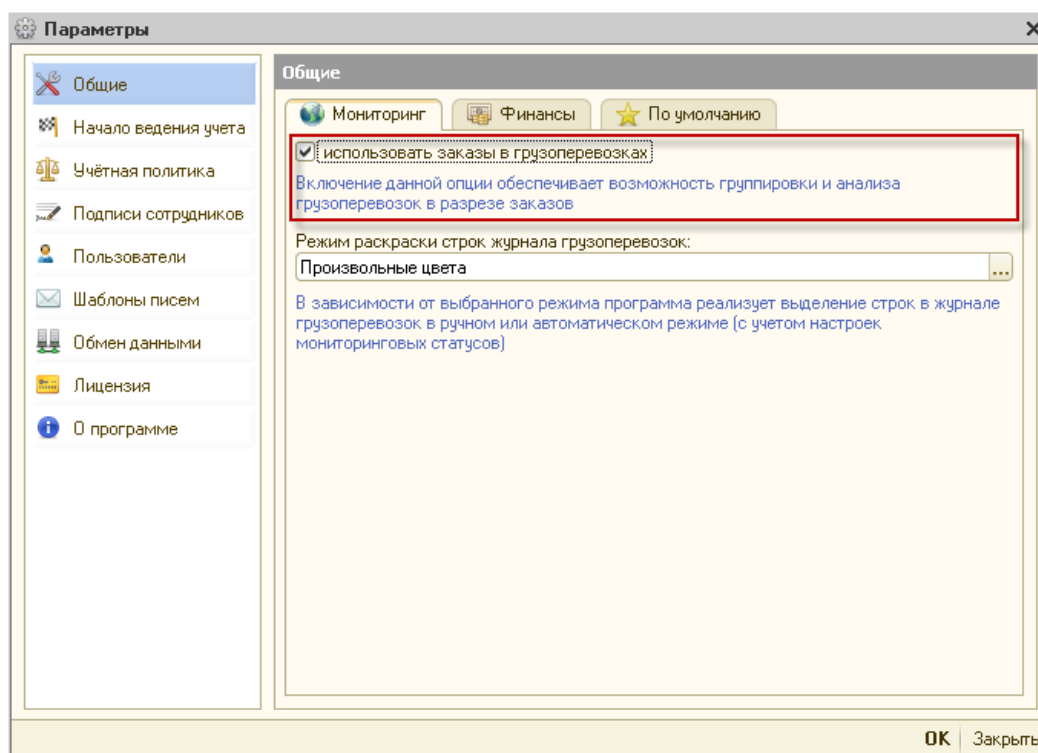 Параметры
Общие
Начало ведения учета
Учётная политика
Подписи сотрудников
Пользователи
Шаблоны писем
Обмен данными
Лицензия
О программе
Общие
Мониторинг
Финансы
По умолчанию
использовать заказы в грузоперевозках
Включение данной опции обеспечивает возможность группировки и анализа
грузоперевозок в разрезе заказов
Режим раскраски строк журнала грузоперевозок:
Произвольные цвета
...
В зависимости от выбранного режима программа реализует выделение строк в журнале
грузоперевозок в ручном или автоматическом режиме (с учетом настроек
мониторинговых статусов)
OK
Закрыть